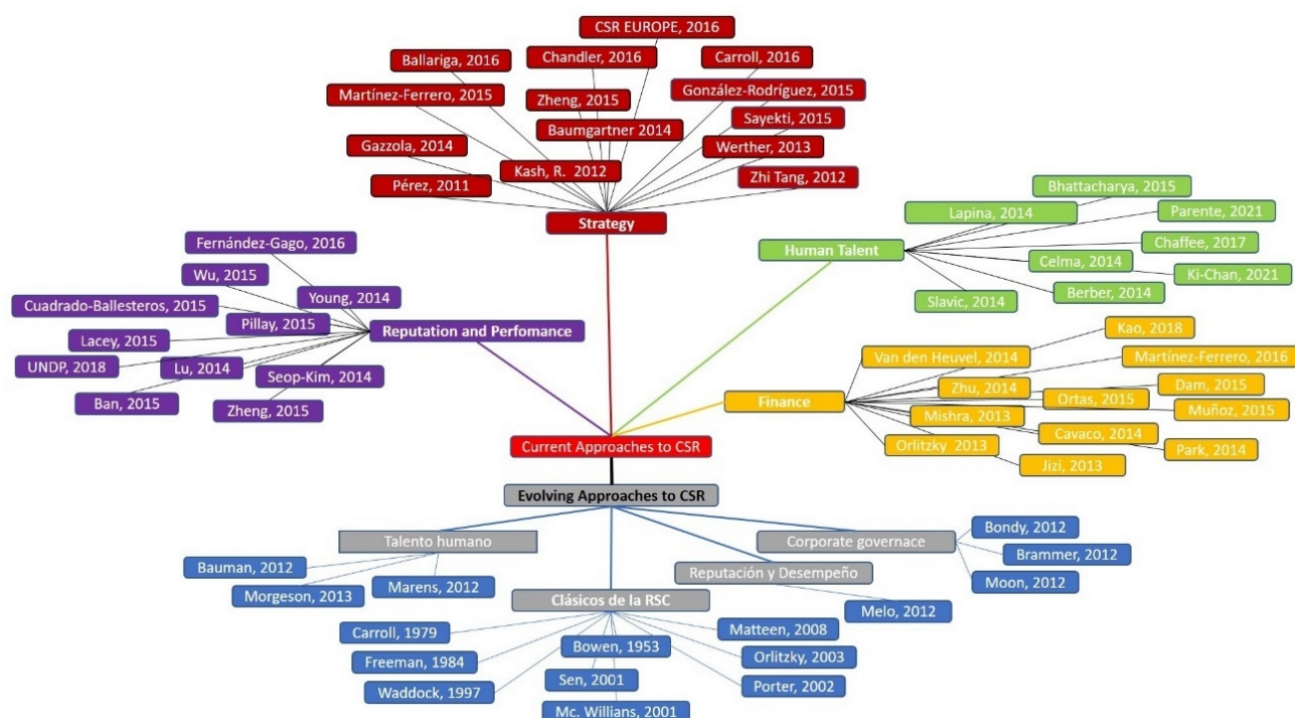 CSR EUROPE, 2016
Ballariga, 2016
Chandler, 2016
Carroll, 2016
Martínez-Ferrero, 2015
Zheng, 2015
González-Rodríguez, 2015
Baumgartner 2014
Sayekti, 2015
Gazzola, 2014
Werther, 2013
Kash, R.  2012
Pérez, 2011
Zhi Tang, 2012
Strategy
Bhattacharya, 2015
Lapina, 2014
Parente, 2021
Human Talent
Chaffee, 2017
Celma, 2014
Ki-Chan, 2021
Slavic, 2014
Berber, 2014
Fernández-Gago, 2016
Wu, 2015
Cuadrado-Ballesteros, 2015
Young, 2014
Pillay, 2015
Reputation and Perfomance
Lacey, 2015
UNDP, 2018
Lu, 2014
Seop-Kim, 2014
Ban, 2015
Zheng, 2015
Kao, 2018
Van den Heuvel, 2014
Martínez-Ferrero, 2016
Zhu, 2014
Dam, 2015
Finance
Ortas, 2015
Mishra, 2013
Muñoz, 2015
Cavaco, 2014
Orlitzky  2013
Park, 2014
Jizi, 2013
Current Approaches to CSR
Evolving Approaches to CSR
Talento humano
Bauman, 2012
Morgeson, 2013
Marens, 2012
Corporate governace
Bondy, 2012
Brammer, 2012
Moon, 2012
Reputación y Desempeño
Melo, 2012
Clásicos de la RSC
Carroll, 1979
Matteen, 2008
Bowen, 1953
Freeman, 1984
Orlitzky, 2003
Sen, 2001
Waddock, 1997
Porter, 2002
Mc. Willians, 2001